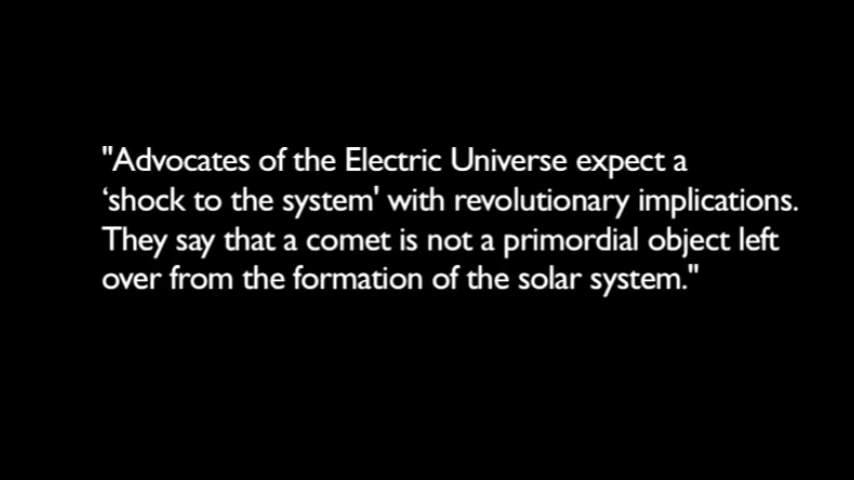 "Advocates of the Electric Universe expect a
‘shock to the system' with revolutionary implications.
They say that a comet is not a primordial object left
over from the formation of the solar system."